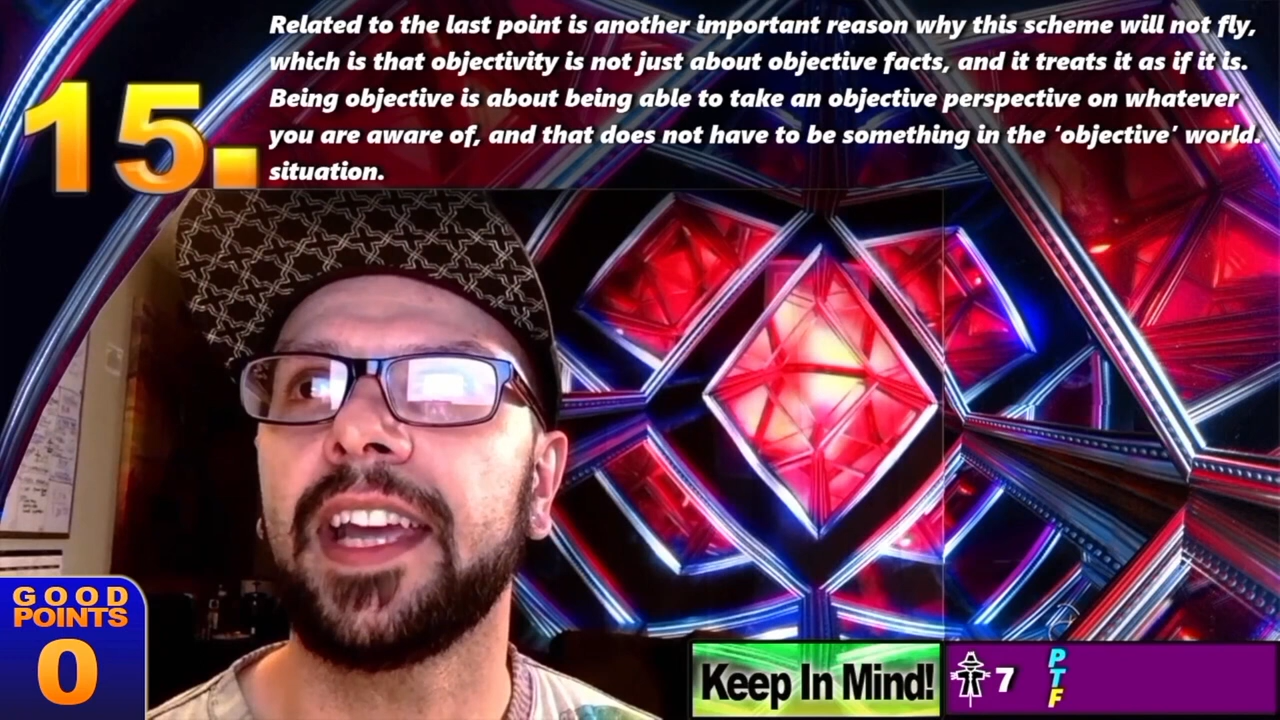 Related to the last point is another important reason why this scheme will not fly,
which is that objectivity is not just about objective facts, and it treats it as if it is.
15. Being objective is about being able to take an objective perspective on whatever
you are aware of, and that does not have to be something in the ‘objective’ world.
situation.
GOOD
POINTS
0
Keep In Mind!
7
P
T
F